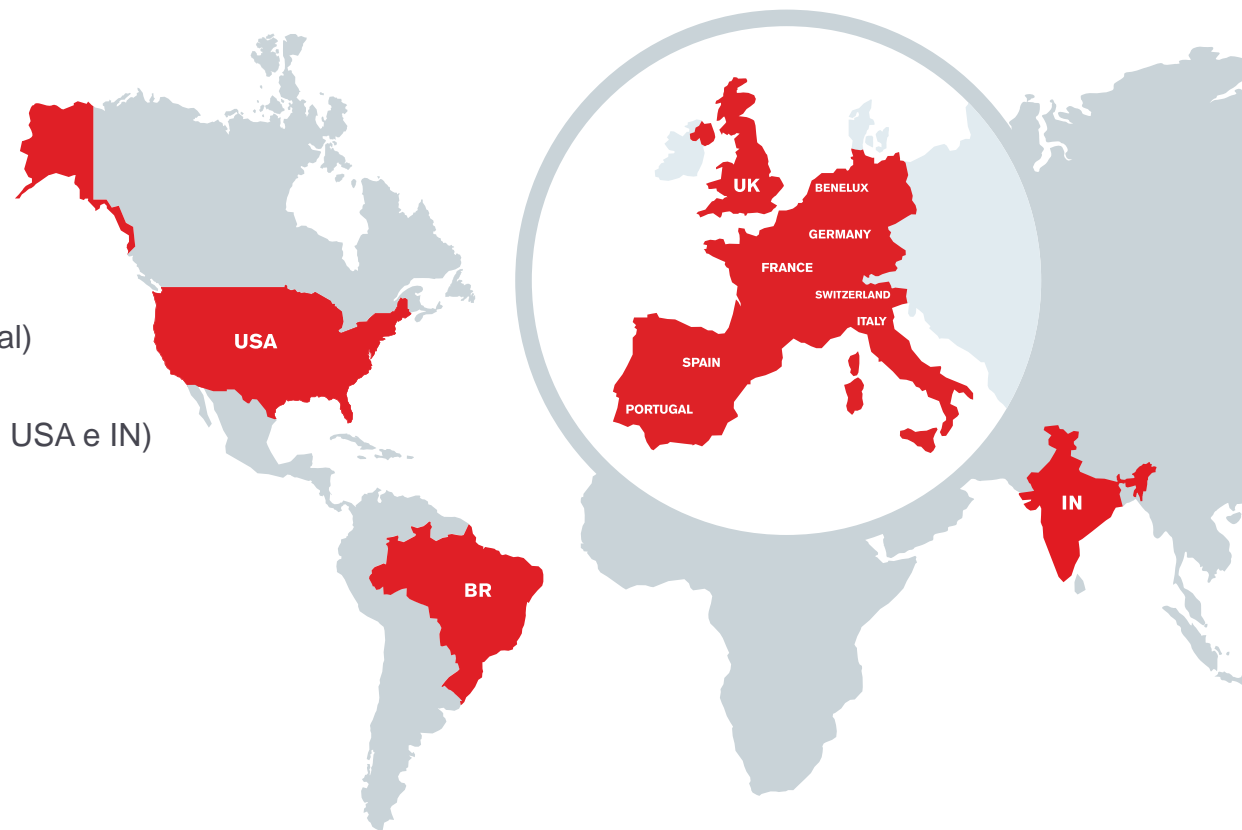 UK
BENELUX
GERMANY
FRANCE
SWITZERLAND
ITALY
al)
USA
SPAIN
PORTUGAL
USA e IN)
IN
BR